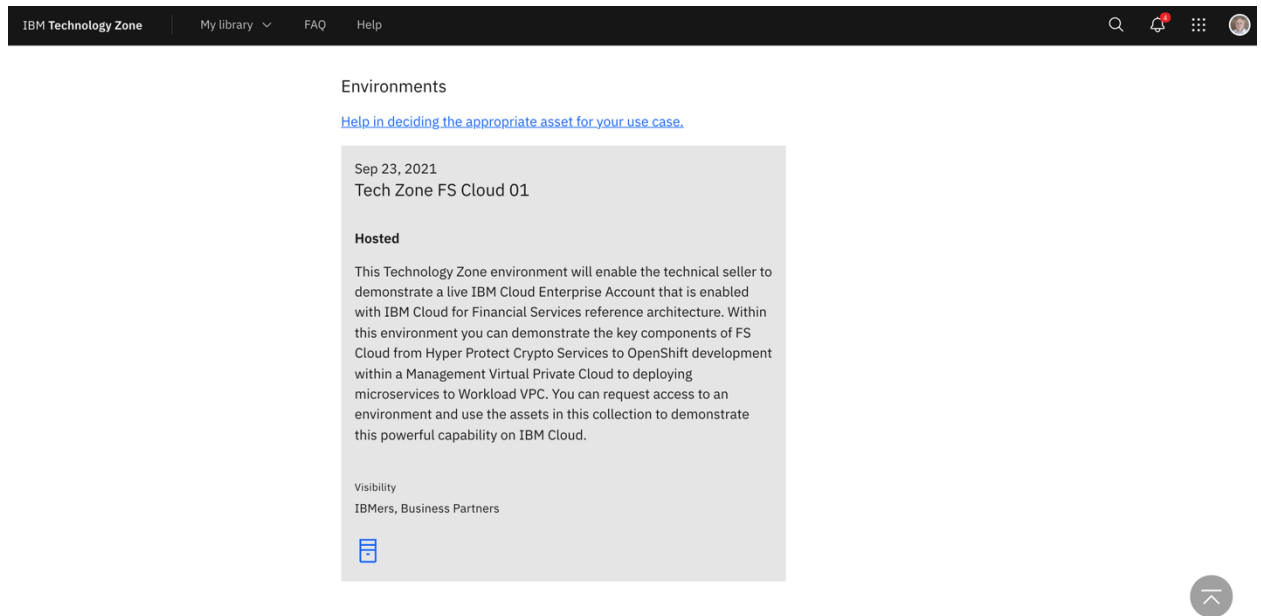 IBM Technology Zone
My library
FAQ
Help
4
Environments
Help in deciding the appropriate asset for your use case.
Sep 23, 2021
Tech Zone FS Cloud 01
Hosted
This Technology Zone environment will enable the technical seller to
demonstrate a live IBM Cloud Enterprise Account that is enabled
with IBM Cloud for Financial Services reference architecture. Within
this environment you can demonstrate the key components of FS
Cloud from Hyper Protect Crypto Services to OpenShift development
within a Management Virtual Private Cloud to deploying
microservices to Workload VPC. You can request access to an
environment and use the assets in this collection to demonstrate
this powerful capability on IBM Cloud.
Visibility
IBMers, Business Partners